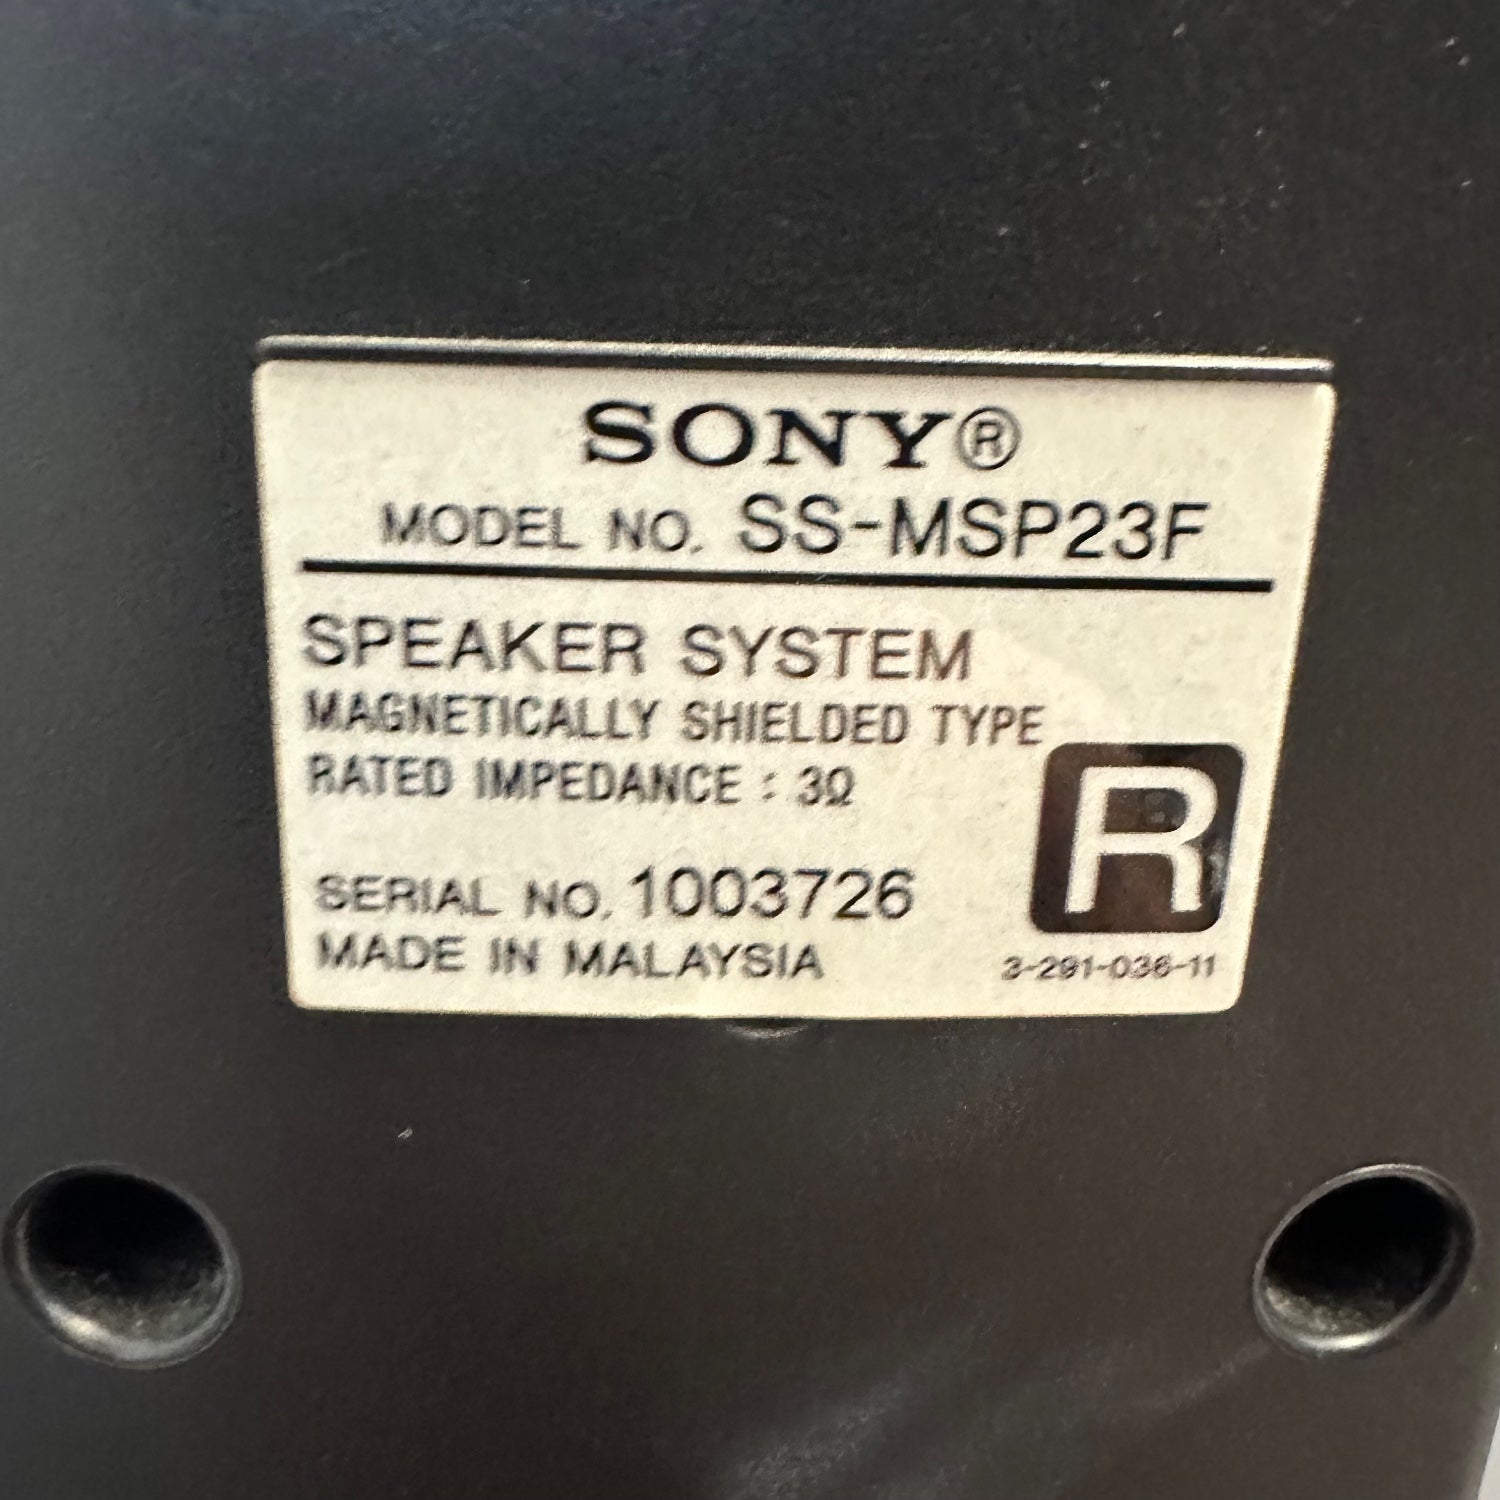 SONY®
MODEL NO. SS-MSP23F
SPEAKER SYSTEM
MAGNETICALLY SHIELDED TYPE
RATED IMPEDANCE : 3Ω
R
SERIAL NO. 1003726
MADE IN MALAYSIA
3-291-036-11